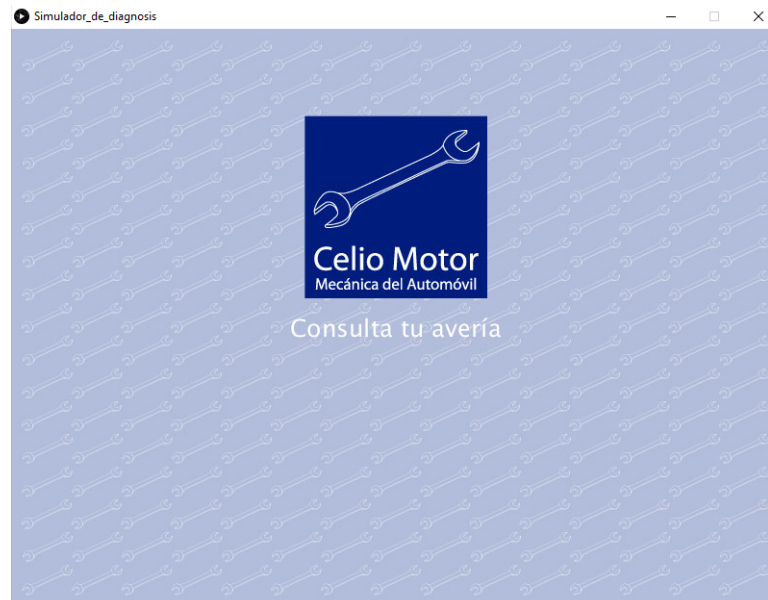 Simulador_de_diagnosis
Celio Motor
Mecánica del Automóvil
Consulta tu avería